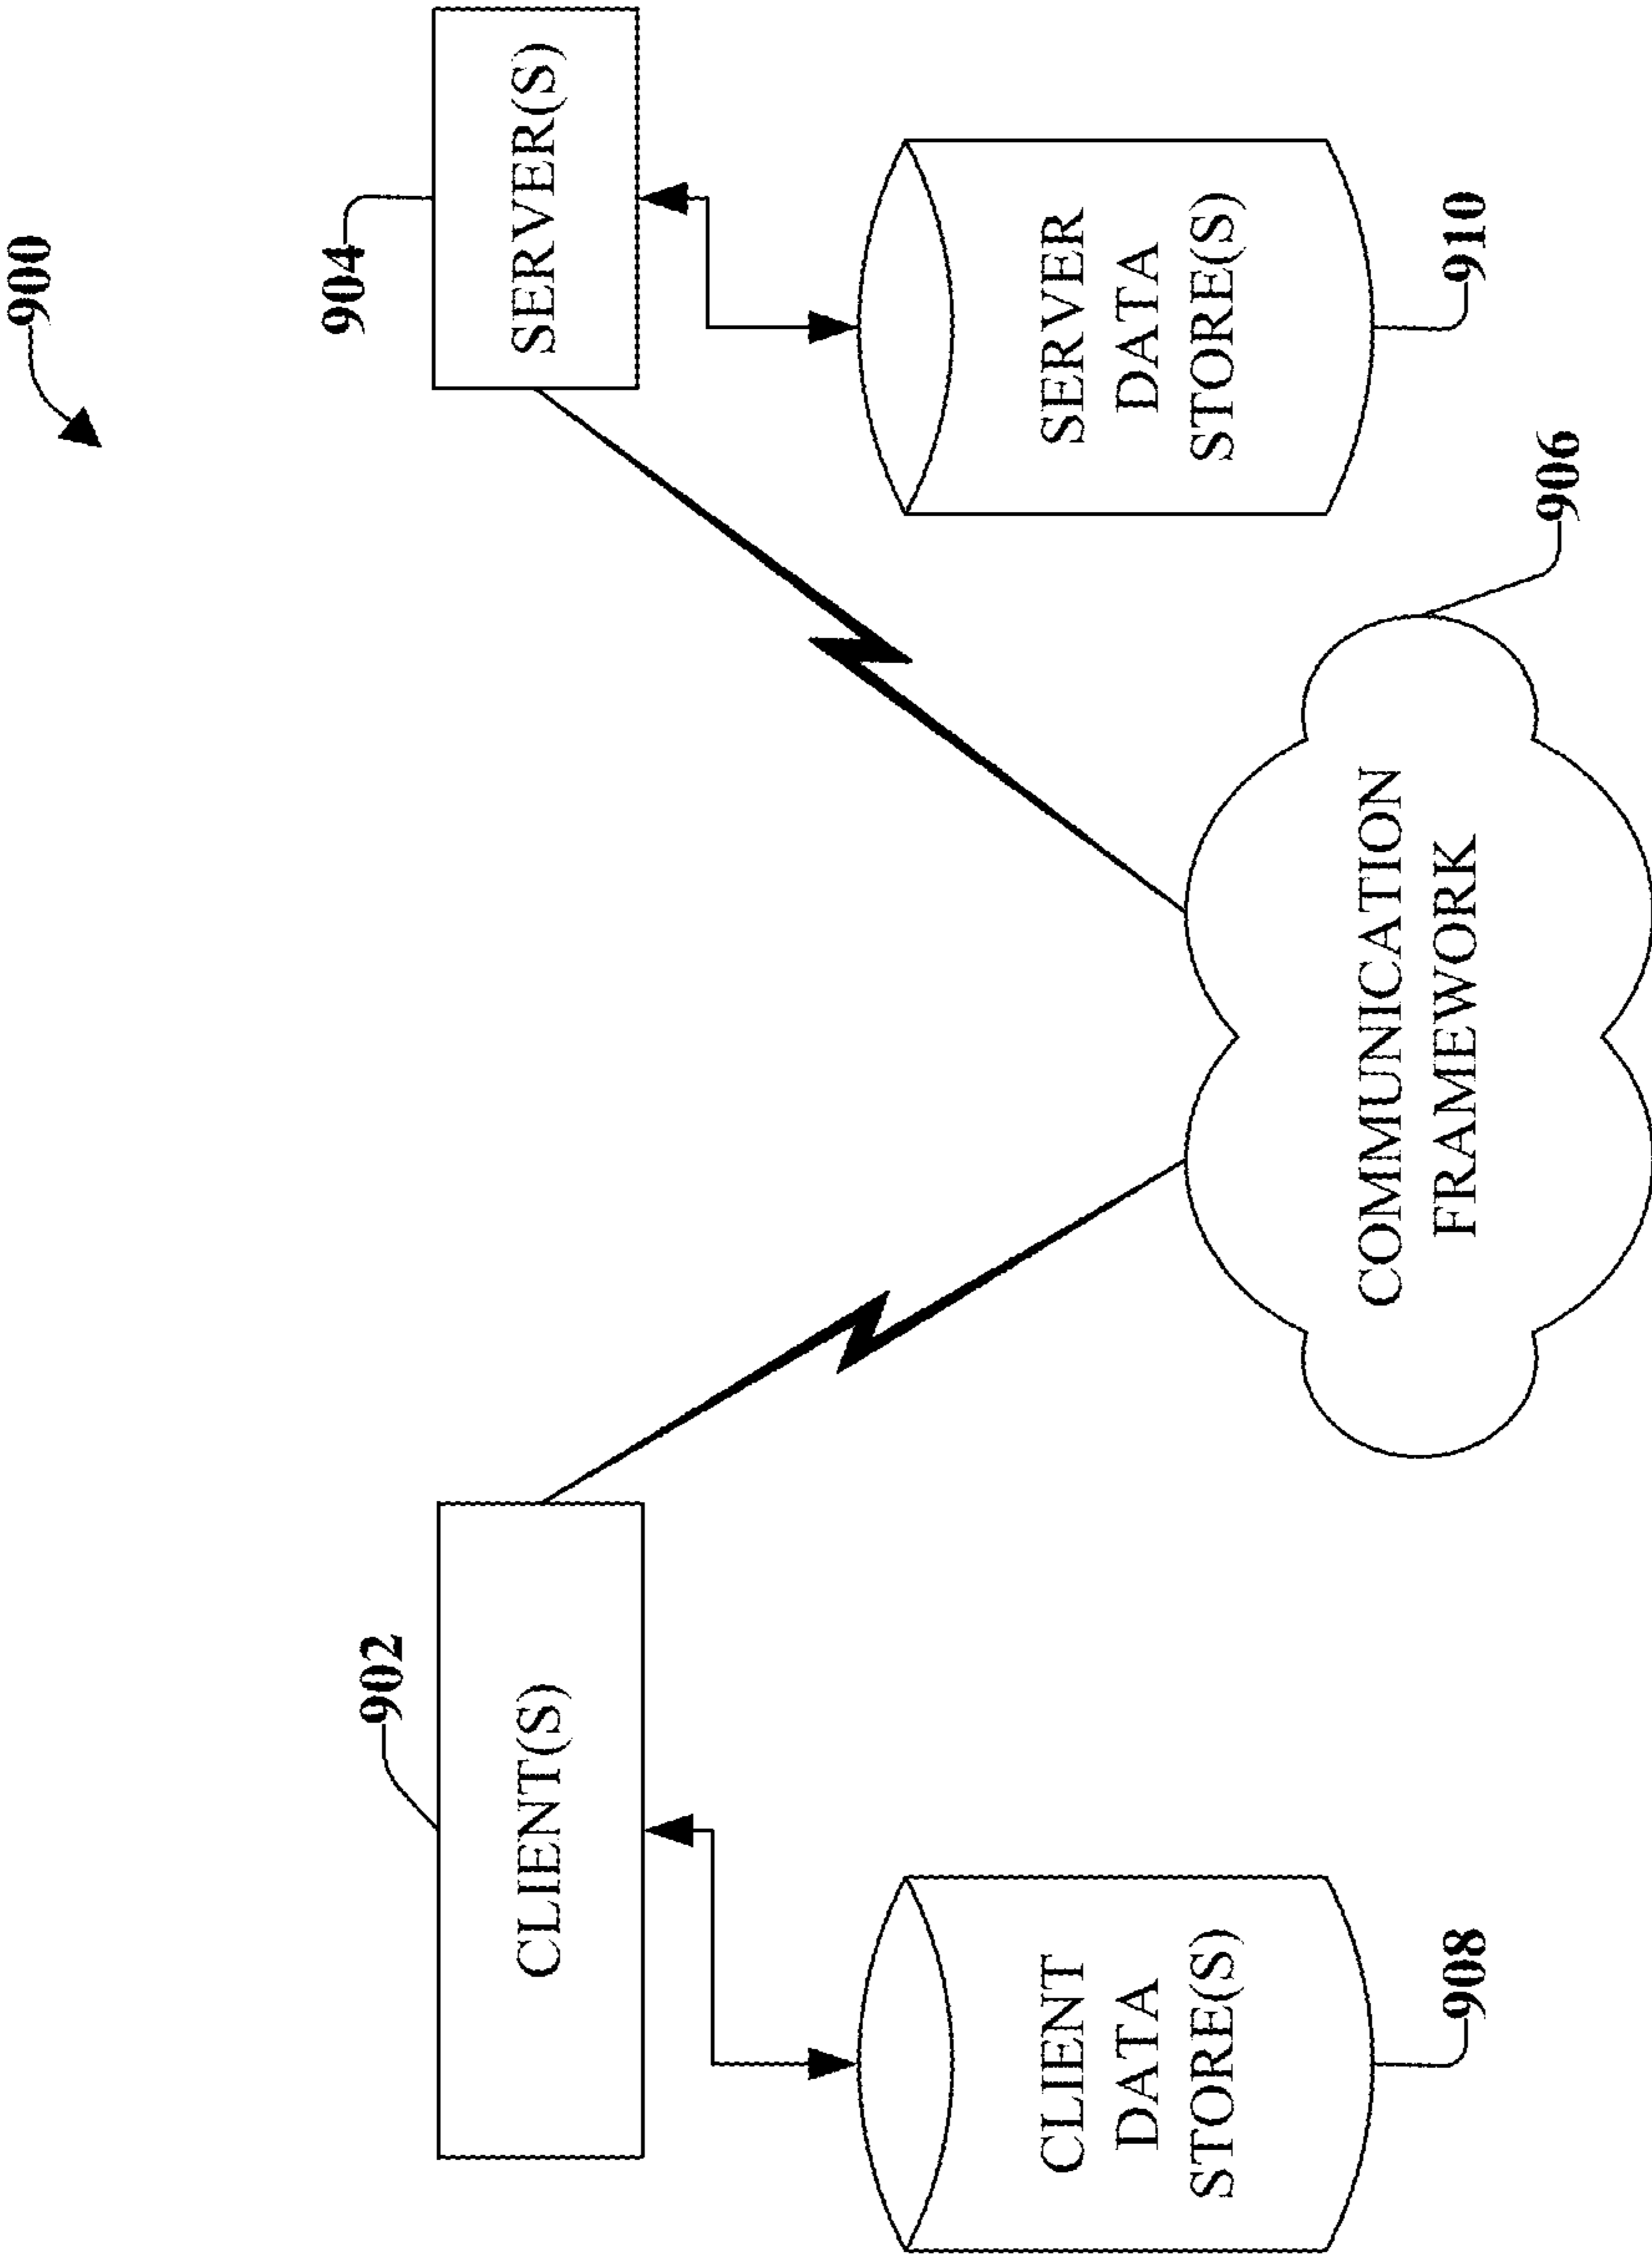 900
902
CLIENT(S)
904
SERVER(S)
CLIENT
DATA
STORE(S)
908
SERVER
DATA
STORE(S)
910
COMMUNICATION
FRAMEWORK
906